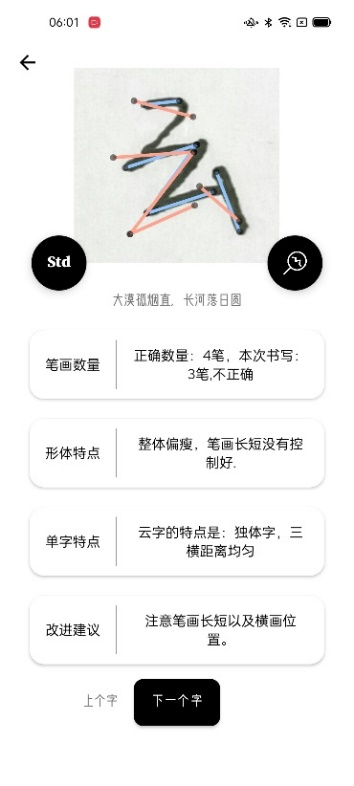 06:01
云
Std
大漠孤烟直，长河落日圆
笔画数量
正确数量：4笔，本次书写：
3笔,不正确
形体特点
整体偏瘦，笔画长短没有控
制好.
单字特点
云字的特点是：独体字，三
横距离均匀
改进建议
注意笔画长短以及横画位
置。
上个字
下一个字